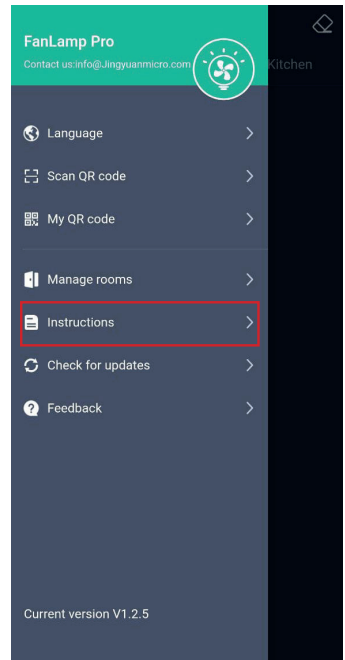 FanLamp Pro
Contact us:info@Jingyuanmicro.com
Kitchen
Language
Scan QR code
My QR code
Manage rooms
Instructions
Check for updates
Feedback
Current version V1.2.5